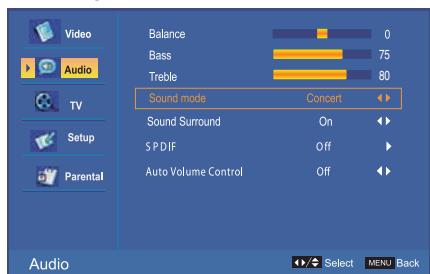 Video
Audio
TV
Setup
Parental
Balance 0
Bass 75
Treble 80
Sound mode Concert
Sound Surround On
SPDIF Off
Auto Volume Control Off
Audio
Select MENU Back